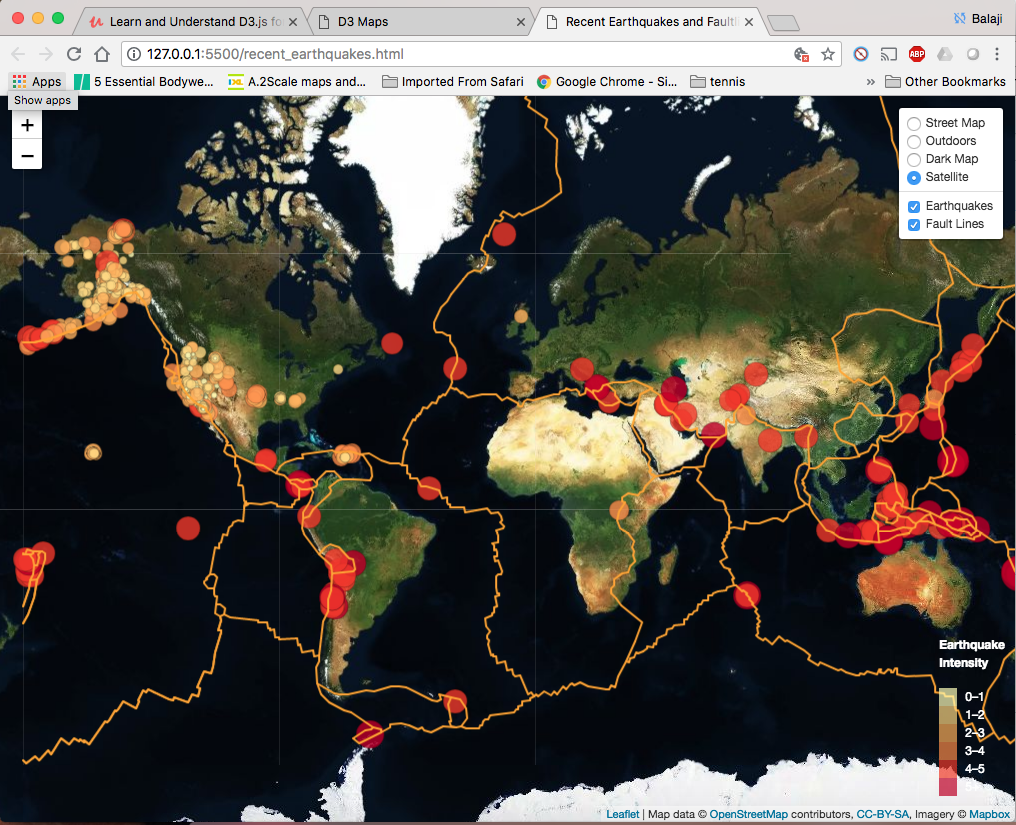 Learn and Understand D3.js fo
D3 Maps
Recent Earthquakes and Fault
Balaji
127.0.0.1:5500/recent_earthquakes.html
ABP
Apps
5 Essential Bodywe...
A.2Scale maps and...
Imported From Safari
Google Chrome - Si...
tennis
»
Other Bookmarks
Show apps
+
−
Street Map
Outdoors
Dark Map
Satellite
Earthquakes
Fault Lines
Earthquake
Intensity
0–1
1–2
2–3
3–4
4–5
Leaflet | Map data © OpenStreetMap contributors, CC-BY-SA, Imagery © Mapbox